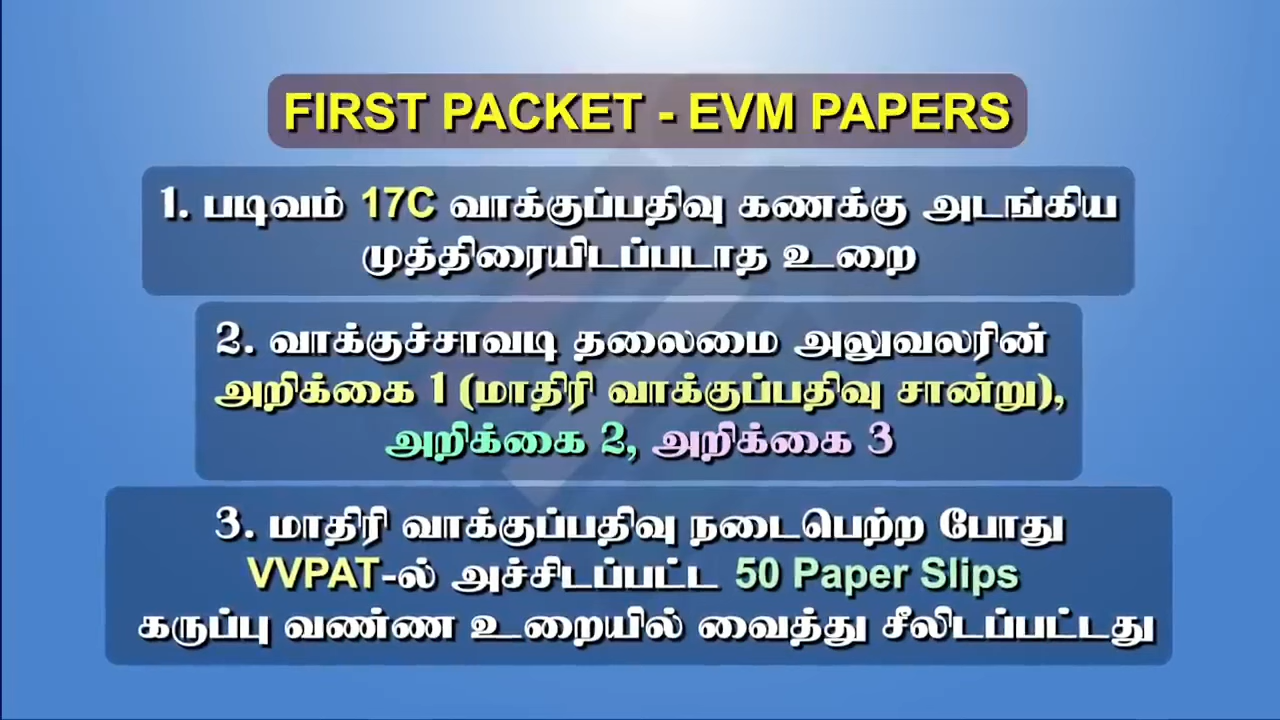 FIRST PACKET - EVM PAPERS
1. படிவம் 17C வாக்குப்பதிவு கணக்கு அடங்கிய
முத்திரையிடப்படாத உறை
2. வாக்குச்சாவடி தலைமை அலுவலரின்
அறிக்கை 1 (மாதிரி வாக்குப்பதிவு சான்று),
அறிக்கை 2, அறிக்கை 3
3. மாதிரி வாக்குப்பதிவு நடைபெற்ற போது
VVPAT-ல் அச்சிடப்பட்ட 50 Paper Slips
கருப்பு வண்ண உறையில் வைத்து சீலிடப்பட்டது